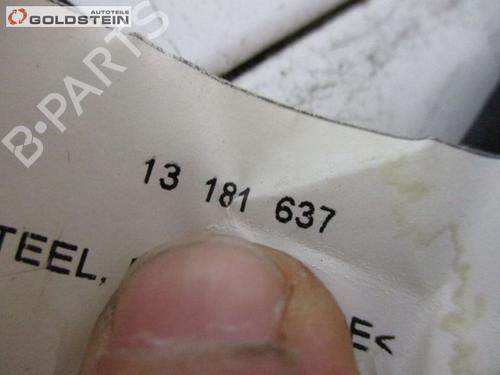 AUTOTEILE
GOLDSTEIN
B-PARTS
13 181 637
TEEL,
E<